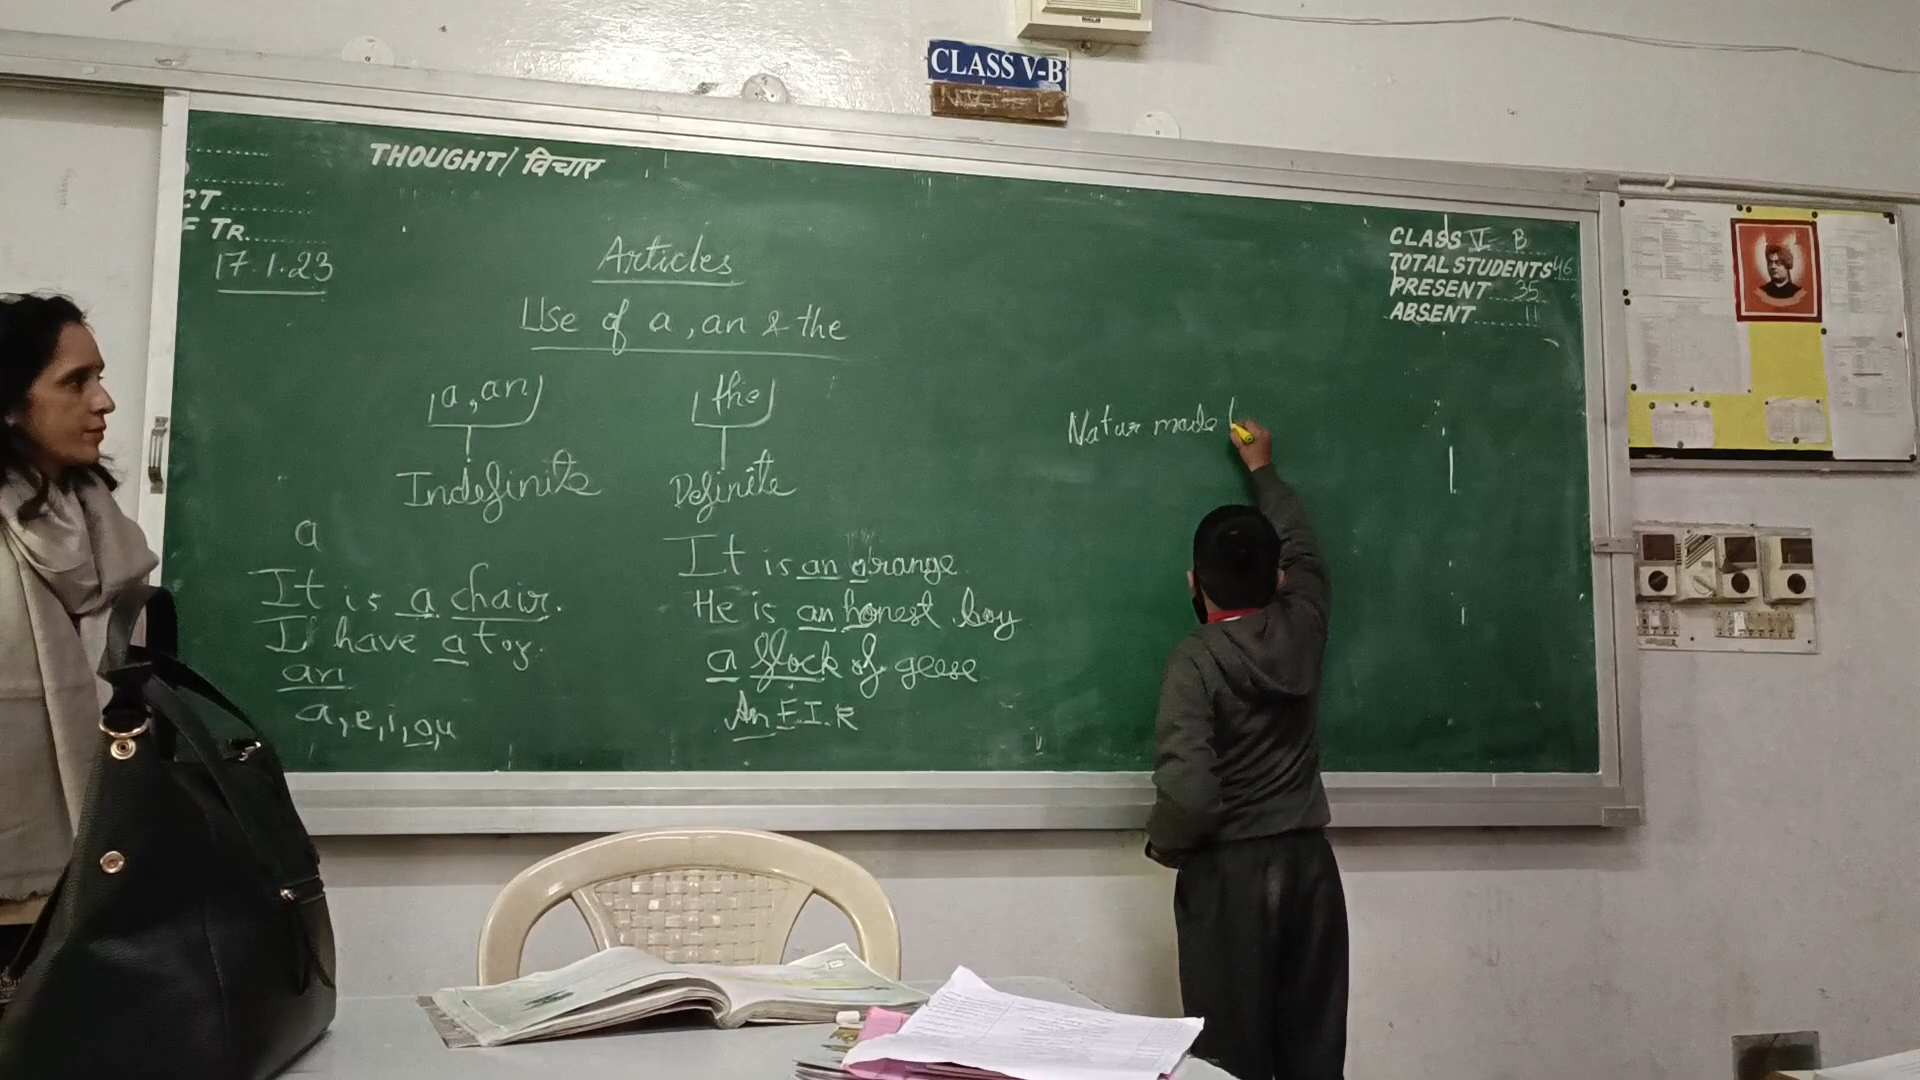 CLASS V-B
THOUGHT/ विचार
CT
F TR.
17.1.23
CLASS V B
TOTAL STUDENTS 46
PRESENT 35
ABSENT 11
Articles
Use of a, an & the
a, an
the
Indefinite
Definite
a
It is a chair.
I have a toy.
an
a, e, i, o, u
It is an orange
He is an honest boy
a flock of geese
An F.I.R
Natur made